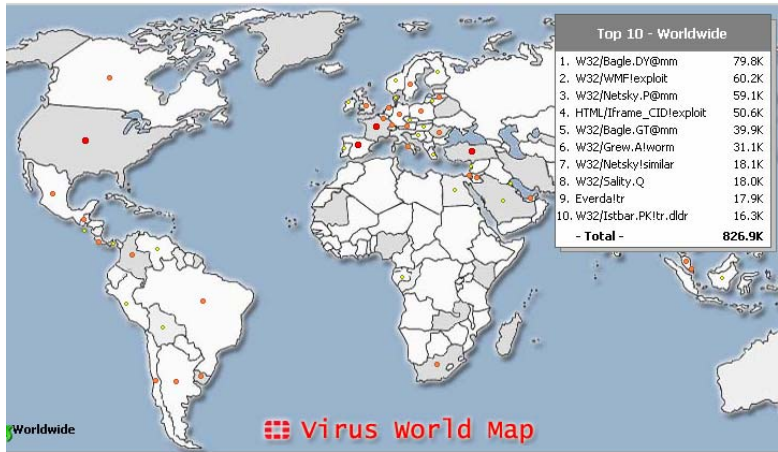 Top 10 - Worldwide
1. W32/Bagle.DY@mm 79.8K
2. W32/WMF!exploit 60.2K
3. W32/Netsky.P@mm 59.1K
4. HTML/Iframe_CID!exploit 50.6K
5. W32/Bagle.GT@mm 39.9K
6. W32/Grew.A!worm 31.1K
7. W32/Netsky!similar 18.1K
8. W32/Sality.Q 18.0K
9. Everda!tr 17.9K
10. W32/Istbar.PK!tr.dldr 16.3K
- Total - 826.9K
Worldwide
Virus World Map